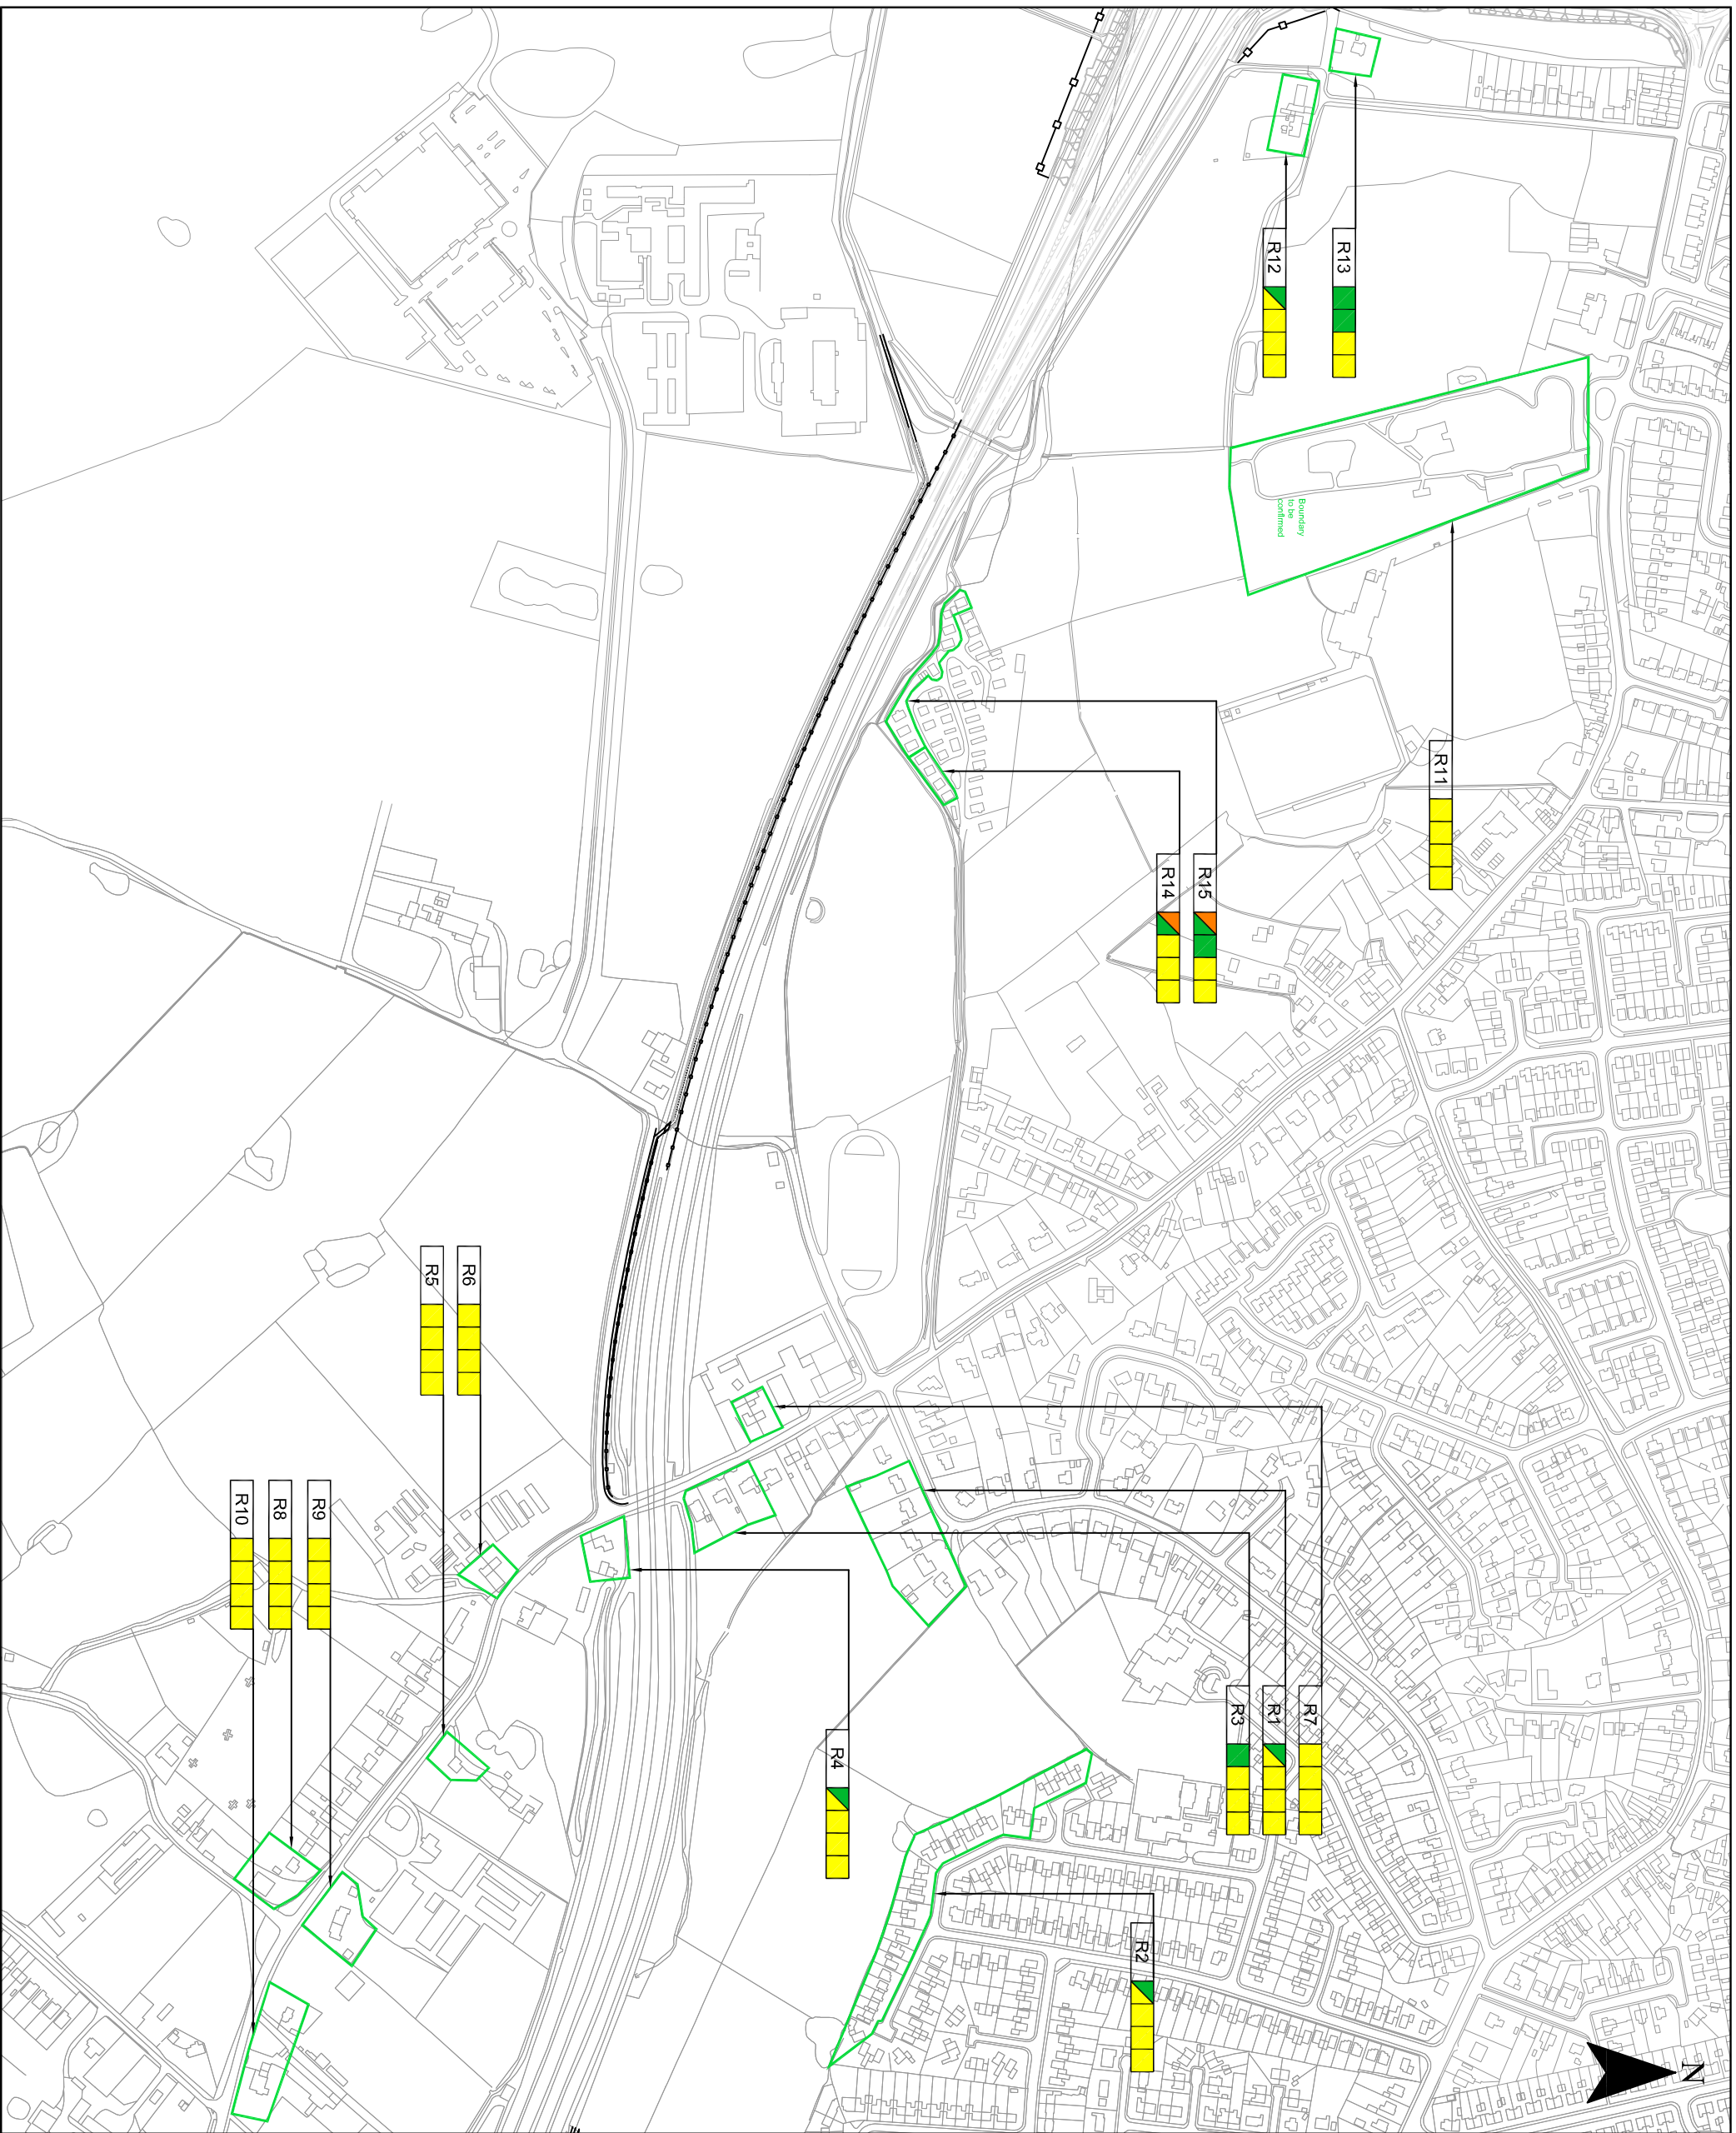 R13
R12
Boundary
to be
confirmed
R11
R15
R14
R6
R5
R9
R8
R10
R7
R1
R3
R4
R2
N